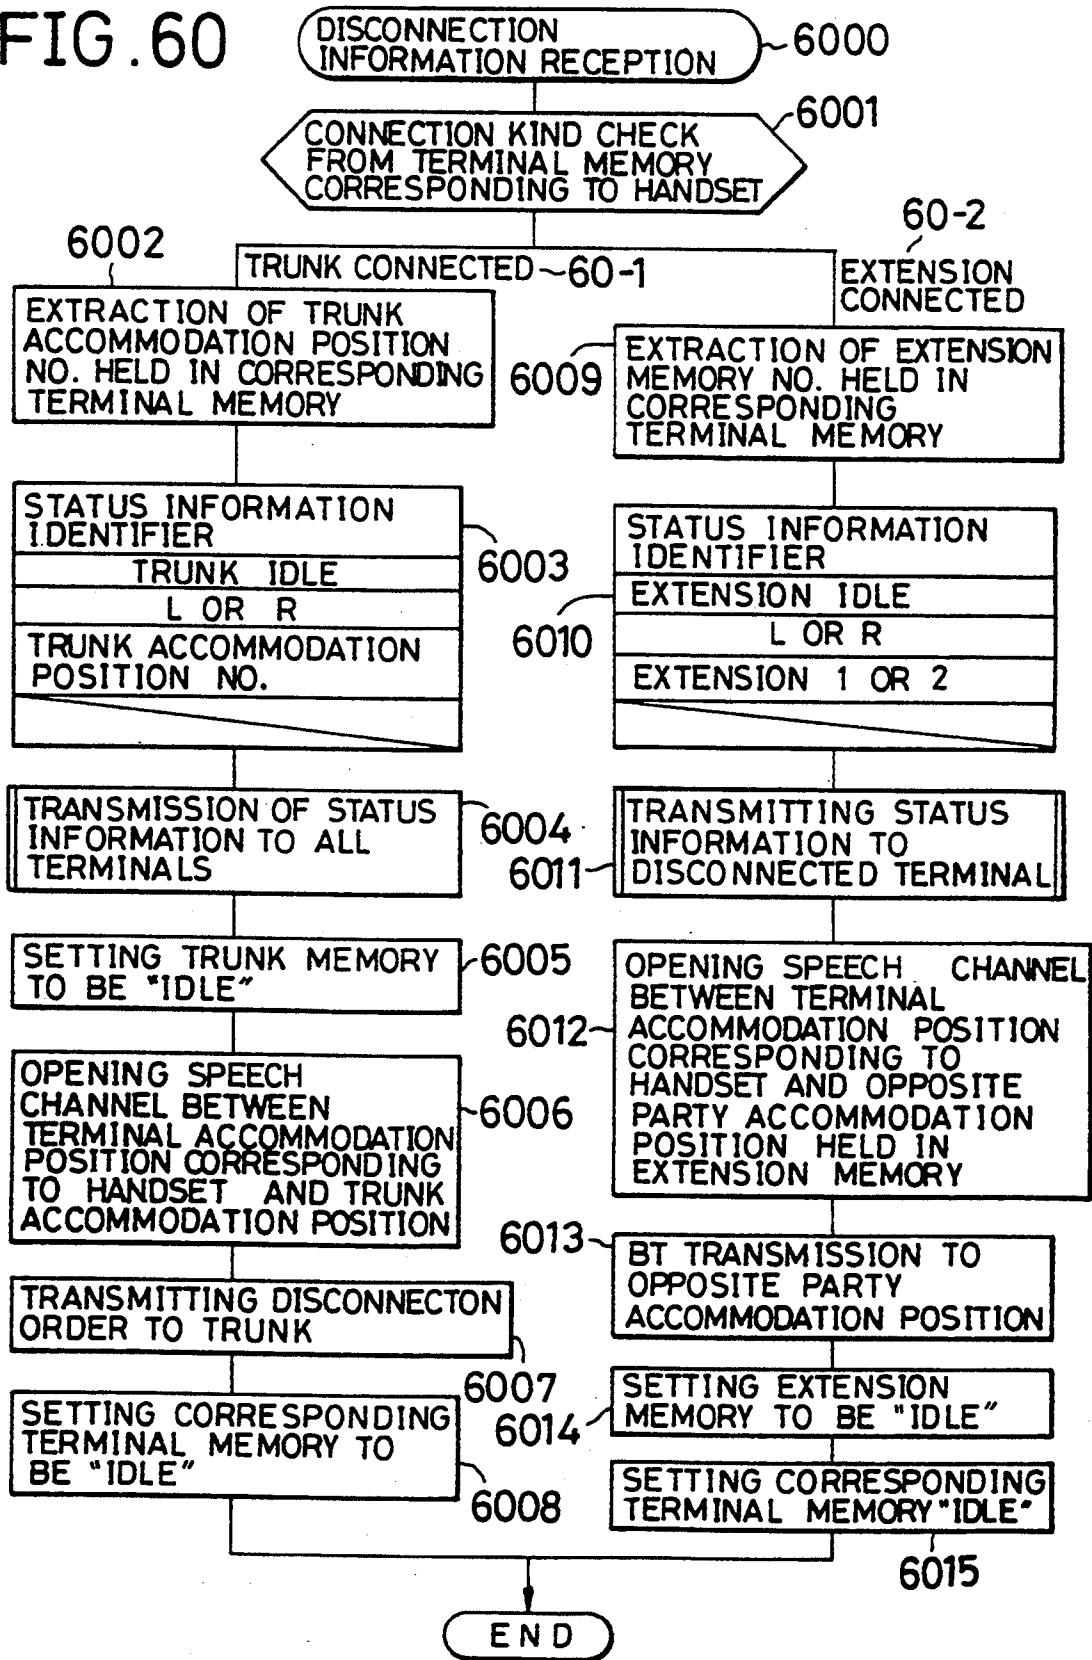 FIG. 60
DISCONNECTION
INFORMATION RECEPTION
6000
6001
CONNECTION KIND CHECK
FROM TERMINAL MEMORY
CORRESPONDING TO HANDSET
6002
TRUNK CONNECTED
60-1
60-2
EXTENSION
CONNECTED
EXTRACTION OF TRUNK
ACCOMMODATION POSITION
NO. HELD IN CORRESPONDING
TERMINAL MEMORY
6009
EXTRACTION OF EXTENSION
MEMORY NO. HELD IN
CORRESPONDING
TERMINAL MEMORY
STATUS INFORMATION
IDENTIFIER
TRUNK IDLE
L OR R
TRUNK ACCOMMODATION
POSITION NO.
6003
STATUS INFORMATION
IDENTIFIER
EXTENSION IDLE
L OR R
EXTENSION 1 OR 2
6010
TRANSMISSION OF STATUS
INFORMATION TO ALL
TERMINALS
6004
6011
TRANSMITTING STATUS
INFORMATION TO
DISCONNECTED TERMINAL
SETTING TRUNK MEMORY
TO BE "IDLE"
6005
6012
OPENING SPEECH CHANNEL
BETWEEN TERMINAL
ACCOMMODATION POSITION
CORRESPONDING TO
HANDSET AND OPPOSITE
PARTY ACCOMMODATION
POSITION HELD IN
EXTENSION MEMORY
OPENING SPEECH
CHANNEL BETWEEN
TERMINAL ACCOMMODATION
POSITION CORRESPONDING
TO HANDSET AND TRUNK
ACCOMMODATION POSITION
6006
6013
BT TRANSMISSION TO
OPPOSITE PARTY
ACCOMMODATION POSITION
TRANSMITTING DISCONNECTON
ORDER TO TRUNK
6007
6014
SETTING EXTENSION
MEMORY TO BE "IDLE"
SETTING CORRESPONDING
TERMINAL MEMORY TO
BE "IDLE"
6008
SETTING CORRESPONDING
TERMINAL MEMORY "IDLE"
6015
END